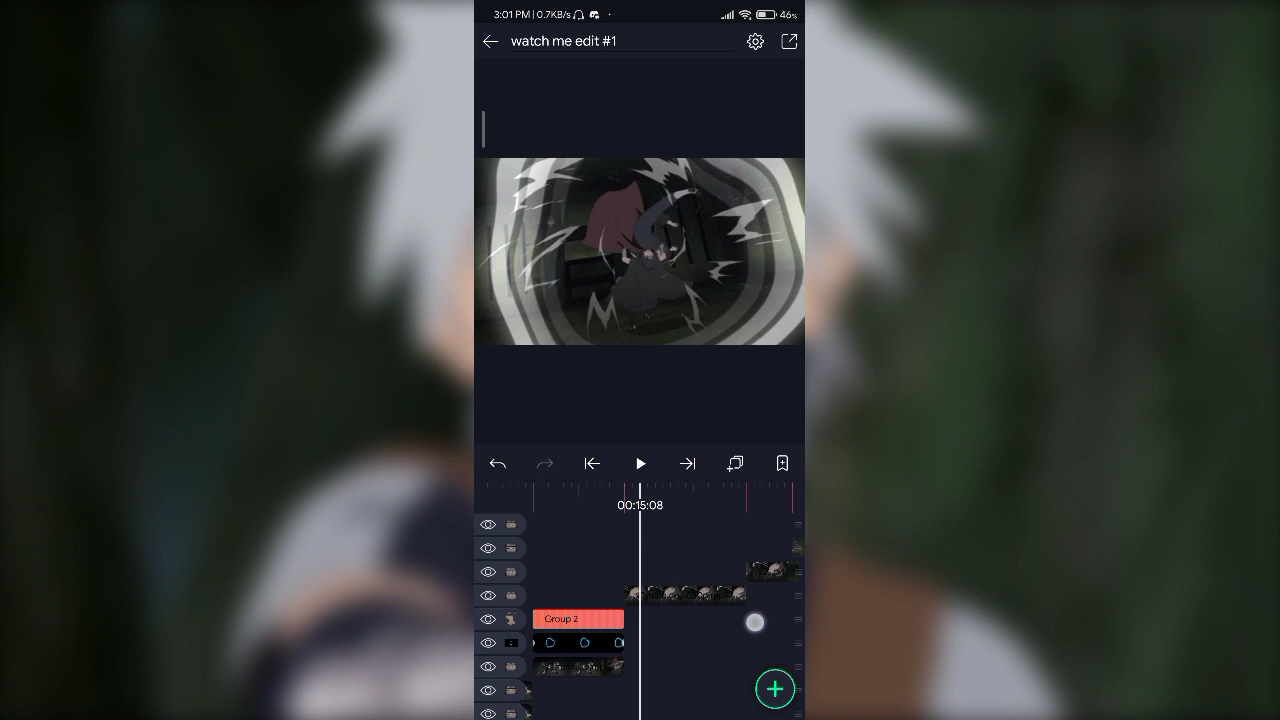 3:01 PM | 0.7KB/s
46%
watch me edit #1
00:15:08
Group 2